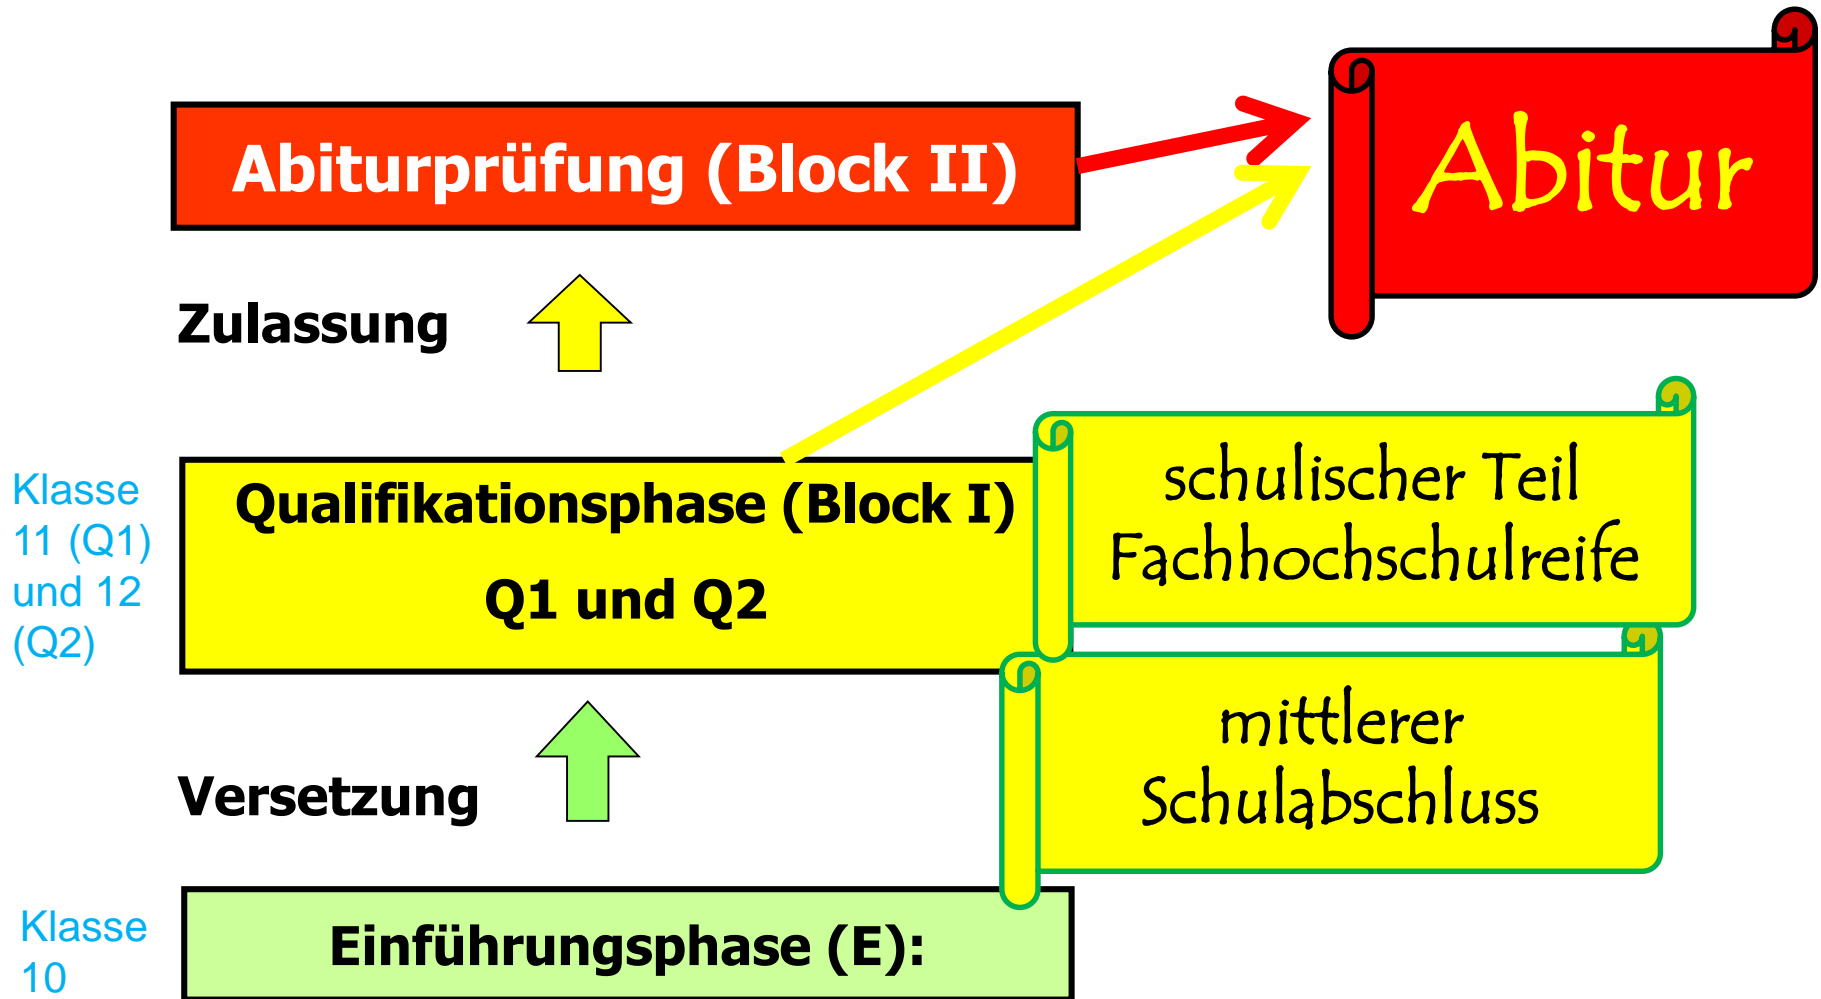 Abiturprüfung (Block II)
Abitur
Zulassung
Klasse
11 (Q1)
und 12
(Q2)
Qualifikationsphase (Block I)
Q1 und Q2
schulischer Teil
Fachhochschulreife
mittlerer
Schulabschluss
Versetzung
Klasse
10
Einführungsphase (E):